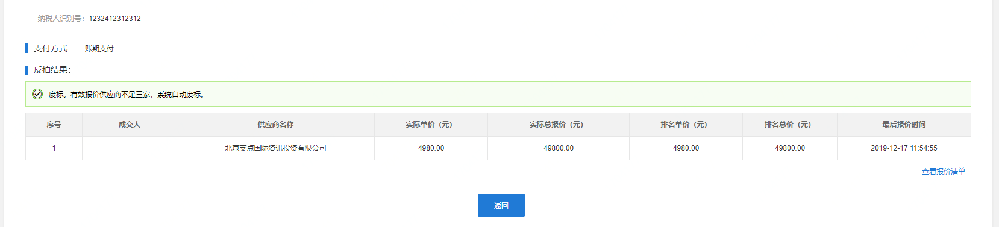 纳税人识别号：1232412312312
支付方式 账期支付
反拍结果：
废标。有效报价供应商不足三家，系统自动废标。
序号 成交人 供应商名称 实际单价（元） 实际总报价（元） 排名单价（元） 排名总价（元） 最后报价时间
1 北京支点国际资讯投资有限公司 4980.00 49800.00 4980.00 49800.00 2019-12-17 11:54:55
查看报价清单
返回